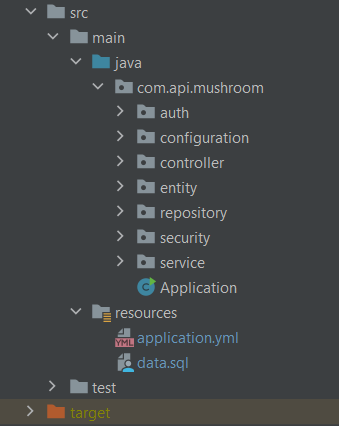 src
main
java
com.api.mushroom
auth
configuration
controller
entity
repository
security
service
C Application
resources
YML application.yml
data.sql
test
target